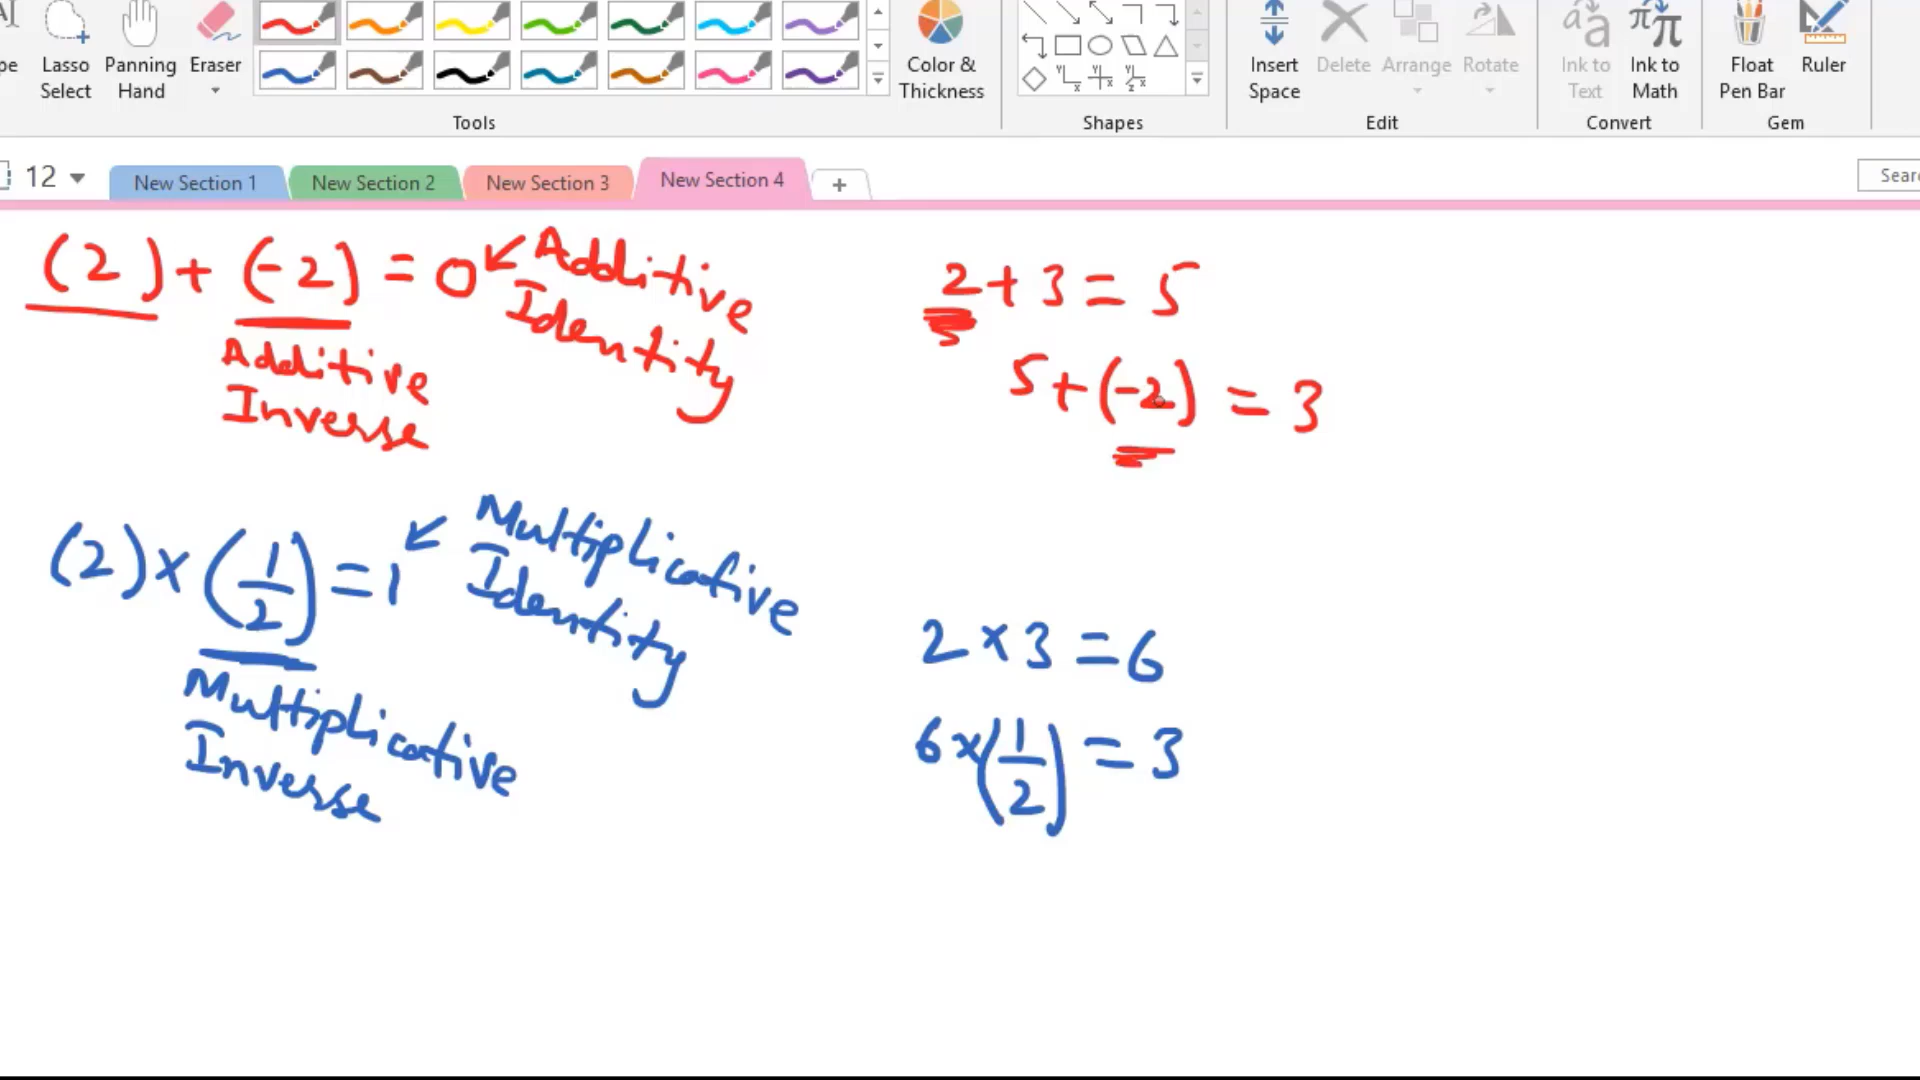 Lasso Select
Panning Hand
Eraser
Color & Thickness
Insert Space
Delete
Arrange
Rotate
Ink to Text
Ink to Math
Float Pen Bar
Ruler
Tools
Shapes
Edit
Convert
Gem
12
New Section 1
New Section 2
New Section 3
New Section 4
+
(2) + (-2) = 0 ↙ Additive Identity
Additive
Inverse
2 + 3 = 5
5 + (-2) = 3
(2) × (1/2) = 1 ↙ Multiplicative Identity
Multiplicative
Inverse
2 × 3 = 6
6 × (1/2) = 3